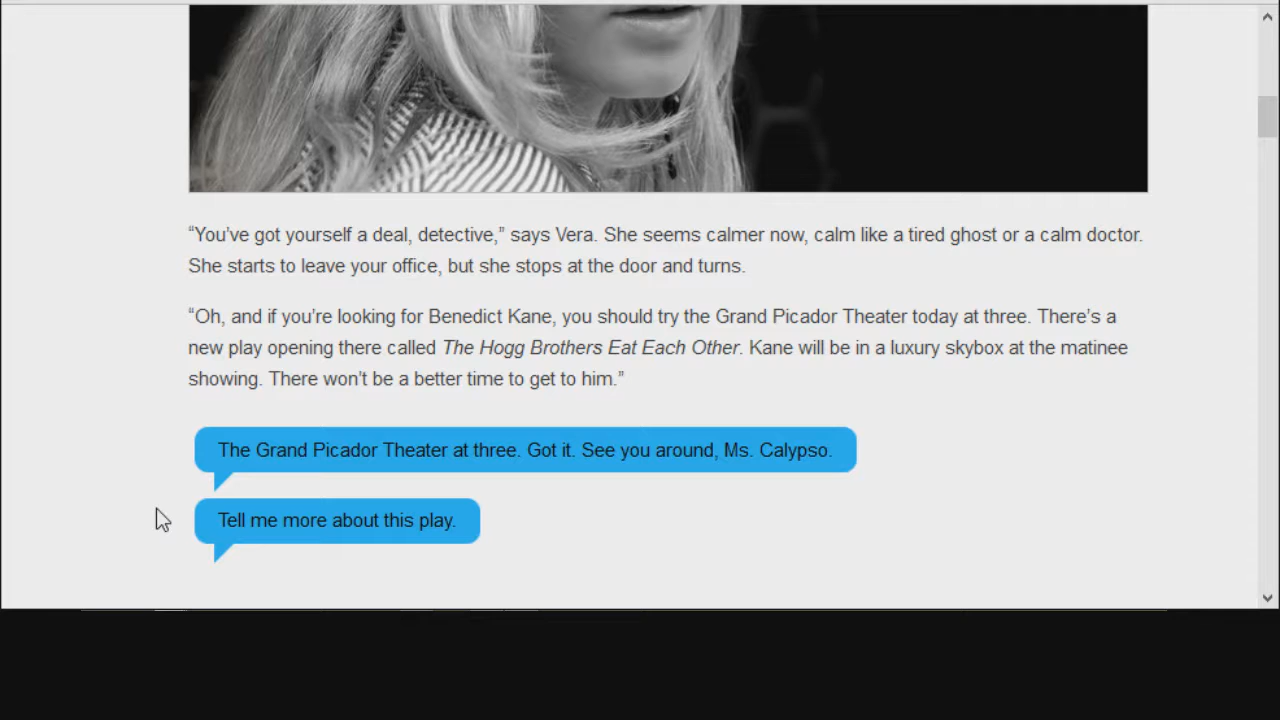 “You’ve got yourself a deal, detective,” says Vera. She seems calmer now, calm like a tired ghost or a calm doctor.
She starts to leave your office, but she stops at the door and turns.
“Oh, and if you’re looking for Benedict Kane, you should try the Grand Picador Theater today at three. There’s a
new play opening there called The Hogg Brothers Eat Each Other. Kane will be in a luxury skybox at the matinee
showing. There won’t be a better time to get to him.”
The Grand Picador Theater at three. Got it. See you around, Ms. Calypso.
Tell me more about this play.